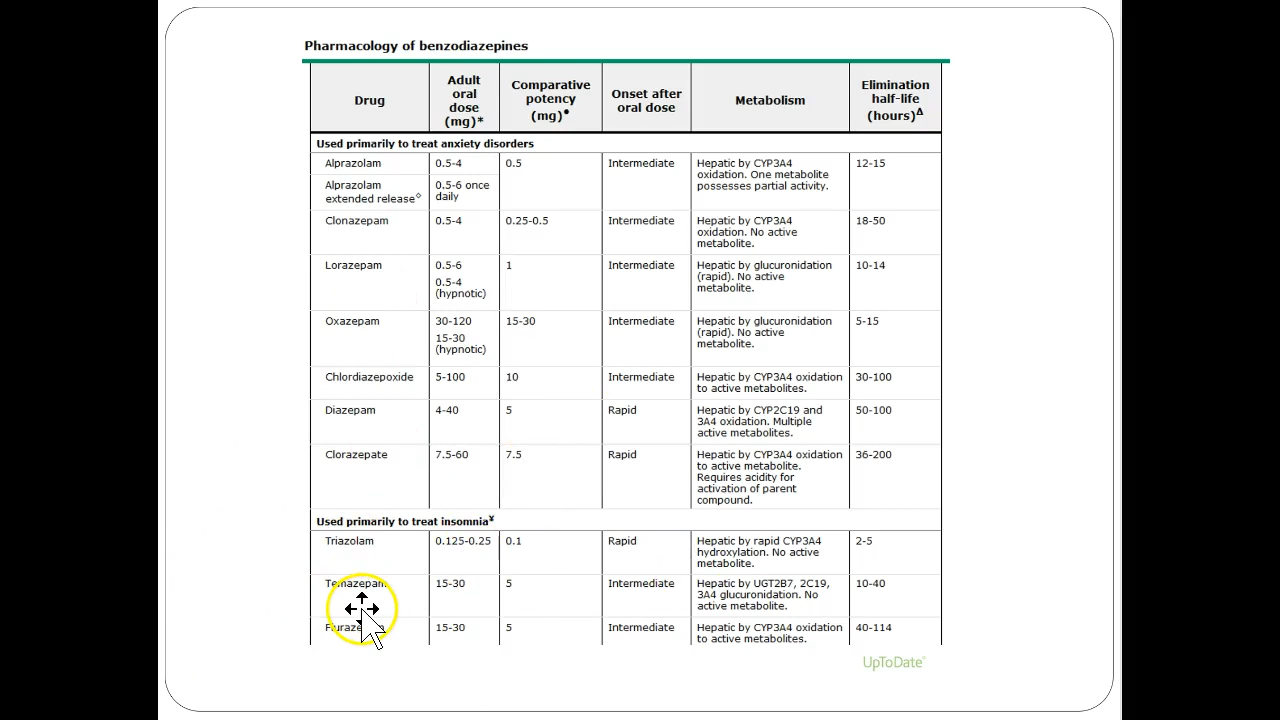 Pharmacology of benzodiazepines
Drug
Adult
oral
dose
(mg)*
Comparative
potency
(mg)●
Onset after
oral dose
Metabolism
Elimination
half-life
(hours)Δ
Used primarily to treat anxiety disorders
Alprazolam
0.5-4
0.5
Intermediate
Hepatic by CYP3A4
oxidation. One metabolite
possesses partial activity.
12-15
Alprazolam
extended release◇
0.5-6 once
daily
Clonazepam
0.5-4
0.25-0.5
Intermediate
Hepatic by CYP3A4
oxidation. No active
metabolite.
18-50
Lorazepam
0.5-6
0.5-4
(hypnotic)
1
Intermediate
Hepatic by glucuronidation
(rapid). No active
metabolite.
10-14
Oxazepam
30-120
15-30
(hypnotic)
15-30
Intermediate
Hepatic by glucuronidation
(rapid). No active
metabolite.
5-15
Chlordiazepoxide
5-100
10
Intermediate
Hepatic by CYP3A4 oxidation
to active metabolites.
30-100
Diazepam
4-40
5
Rapid
Hepatic by CYP2C19 and
3A4 oxidation. Multiple
active metabolites.
50-100
Clorazepate
7.5-60
7.5
Rapid
Hepatic by CYP3A4 oxidation
to active metabolite.
Requires acidity for
activation of parent
compound.
36-200
Used primarily to treat insomnia¥
Triazolam
0.125-0.25
0.1
Rapid
Hepatic by rapid CYP3A4
hydroxylation. No active
metabolite.
2-5
Temazepam
15-30
5
Intermediate
Hepatic by UGT2B7, 2C19,
3A4 glucuronidation. No
active metabolite.
10-40
15-30
5
Intermediate
Hepatic by CYP3A4 oxidation
to active metabolites.
40-114
UpToDate®